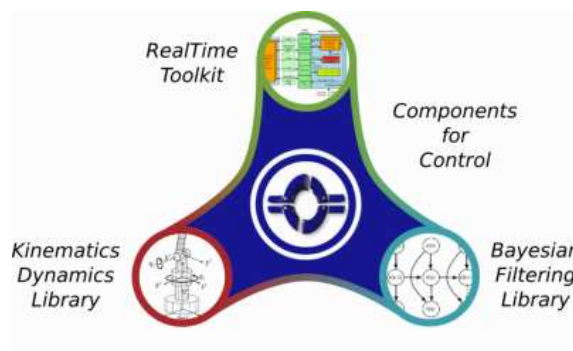 RealTime
Toolkit
Components
for
Control
Kinematics
Dynamics
Library
Bayesian
Filtering
Library